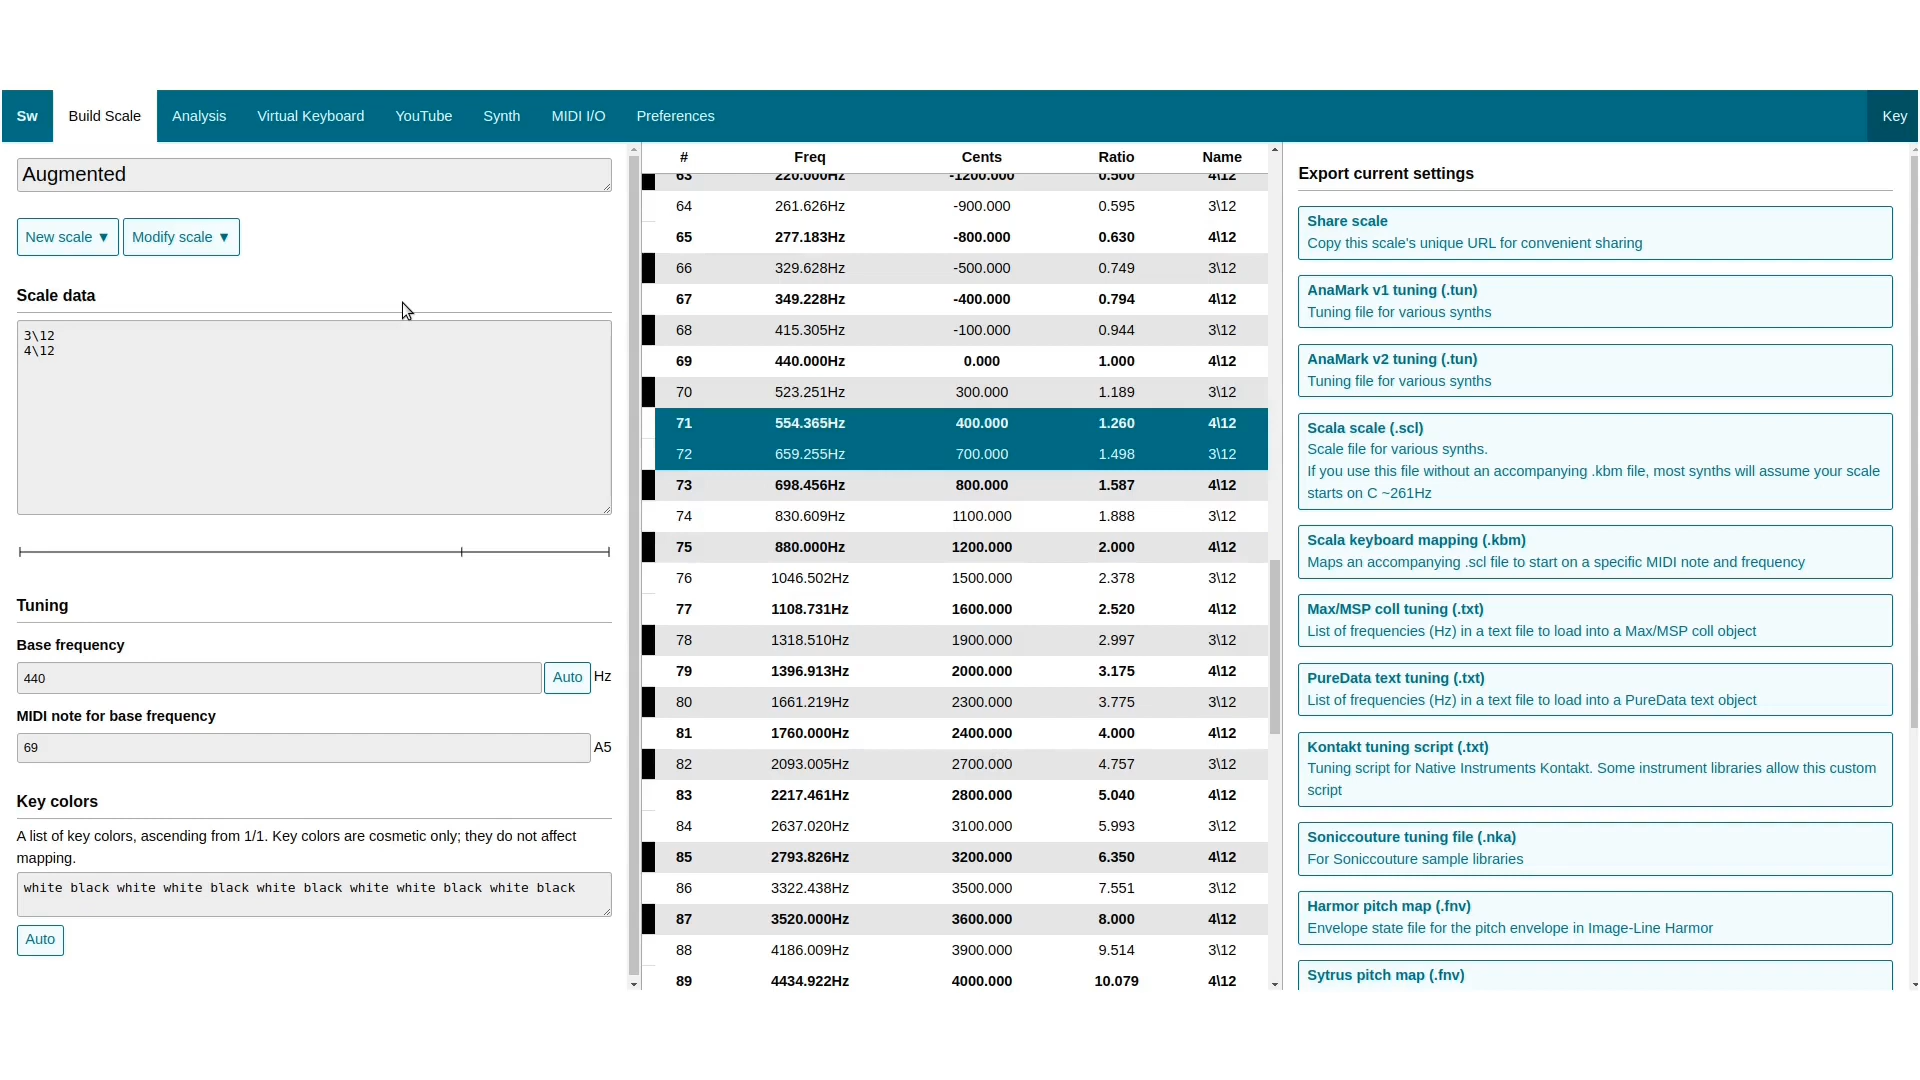 Sw Build Scale Analysis Virtual Keyboard YouTube Synth MIDI I/O Preferences Key
Augmented
New scale ▼ Modify scale ▼
Scale data
3\12
4\12
Tuning
Base frequency
440 Auto Hz
MIDI note for base frequency
69 A5
Key colors
A list of key colors, ascending from 1/1. Key colors are cosmetic only; they do not affect
mapping.
white black white white black white black white white black white black
Auto
# Freq Cents Ratio Name
63 220.000Hz -1200.000 0.500 4\12
64 261.626Hz -900.000 0.595 3\12
65 277.183Hz -800.000 0.630 4\12
66 329.628Hz -500.000 0.749 3\12
67 349.228Hz -400.000 0.794 4\12
68 415.305Hz -100.000 0.944 3\12
69 440.000Hz 0.000 1.000 4\12
70 523.251Hz 300.000 1.189 3\12
71 554.365Hz 400.000 1.260 4\12
72 659.255Hz 700.000 1.498 3\12
73 698.456Hz 800.000 1.587 4\12
74 830.609Hz 1100.000 1.888 3\12
75 880.000Hz 1200.000 2.000 4\12
76 1046.502Hz 1500.000 2.378 3\12
77 1108.731Hz 1600.000 2.520 4\12
78 1318.510Hz 1900.000 2.997 3\12
79 1396.913Hz 2000.000 3.175 4\12
80 1661.219Hz 2300.000 3.775 3\12
81 1760.000Hz 2400.000 4.000 4\12
82 2093.005Hz 2700.000 4.757 3\12
83 2217.461Hz 2800.000 5.040 4\12
84 2637.020Hz 3100.000 5.993 3\12
85 2793.826Hz 3200.000 6.350 4\12
86 3322.438Hz 3500.000 7.551 3\12
87 3520.000Hz 3600.000 8.000 4\12
88 4186.009Hz 3900.000 9.514 3\12
89 4434.922Hz 4000.000 10.079 4\12
Export current settings
Share scale
Copy this scale's unique URL for convenient sharing
AnaMark v1 tuning (.tun)
Tuning file for various synths
AnaMark v2 tuning (.tun)
Tuning file for various synths
Scala scale (.scl)
Scale file for various synths.
If you use this file without an accompanying .kbm file, most synths will assume your scale
starts on C ~261Hz
Scala keyboard mapping (.kbm)
Maps an accompanying .scl file to start on a specific MIDI note and frequency
Max/MSP coll tuning (.txt)
List of frequencies (Hz) in a text file to load into a Max/MSP coll object
PureData text tuning (.txt)
List of frequencies (Hz) in a text file to load into a PureData text object
Kontakt tuning script (.txt)
Tuning script for Native Instruments Kontakt. Some instrument libraries allow this custom
script
Soniccouture tuning file (.nka)
For Soniccouture sample libraries
Harmor pitch map (.fnv)
Envelope state file for the pitch envelope in Image-Line Harmor
Sytrus pitch map (.fnv)